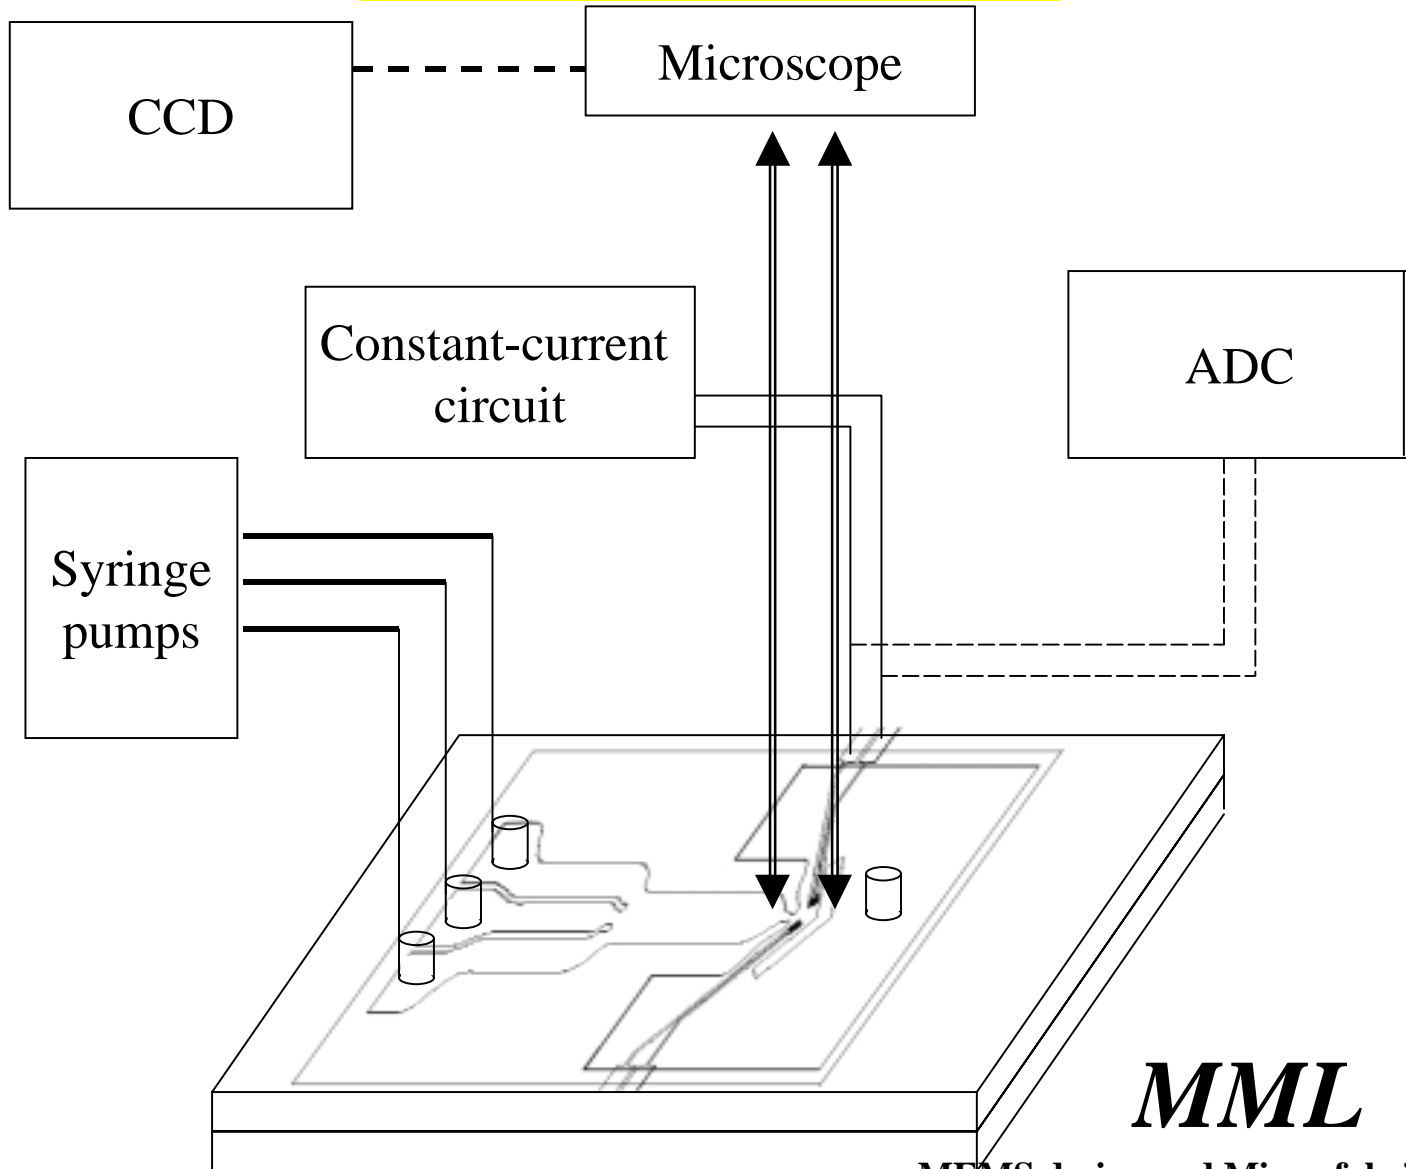 Microscope
CCD
Constant-current
circuit
ADC
Syringe
pumps
MML